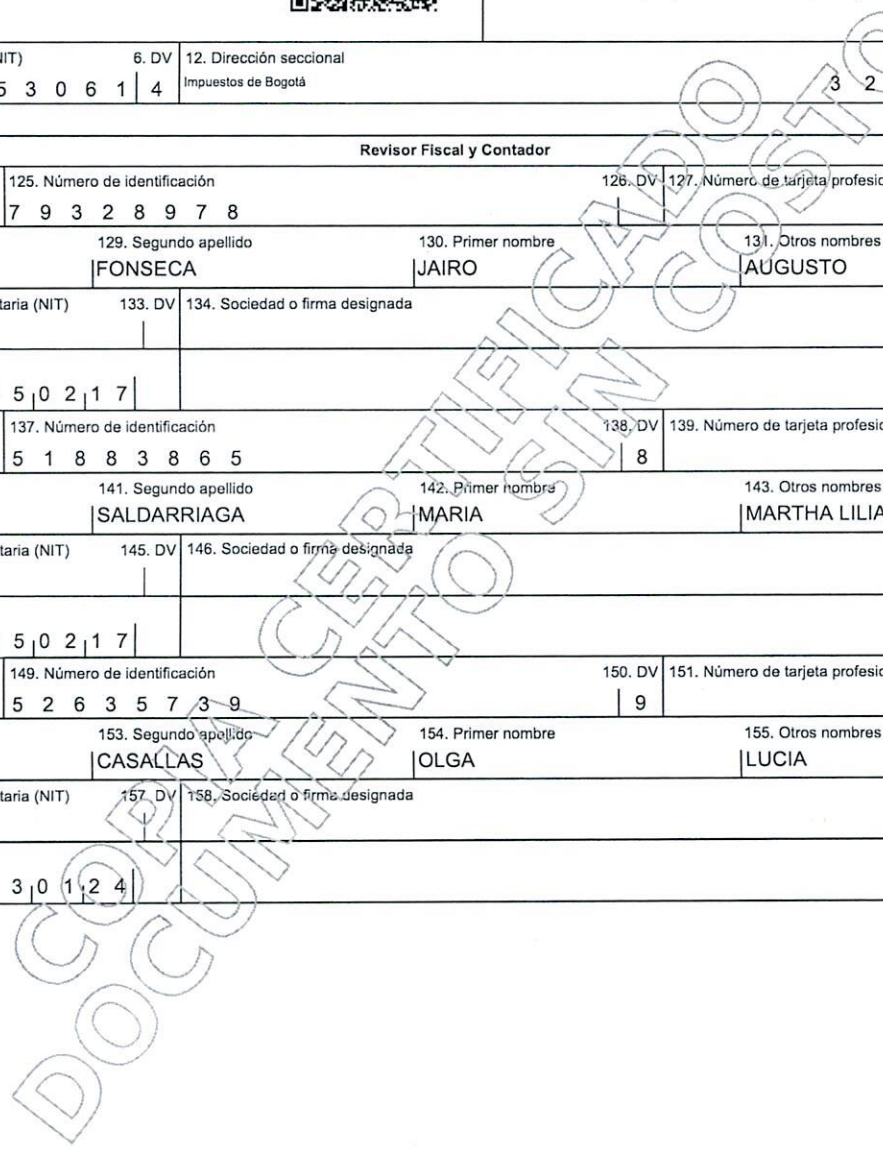 NIT) 6. DV 12. Dirección seccional
5 3 0 6 1 4 Impuestos de Bogotá 3 2
Revisor Fiscal y Contador
125. Número de identificación 126. DV 127. Número de tarjeta profesio
7 9 3 2 8 9 7 8
129. Segundo apellido 130. Primer nombre 131. Otros nombres
FONSECA JAIRO AUGUSTO
taria (NIT) 133. DV 134. Sociedad o firma designada
5 0 2 1 7
137. Número de identificación 138. DV 139. Número de tarjeta profesio
5 1 8 8 3 8 6 5 8
141. Segundo apellido 142. Primer nombre 143. Otros nombres
SALDARRIAGA MARIA MARTHA LILIA
taria (NIT) 145. DV 146. Sociedad o firma designada
5 0 2 1 7
149. Número de identificación 150. DV 151. Número de tarjeta profesio
5 2 6 3 5 7 3 9 9
153. Segundo apellido 154. Primer nombre 155. Otros nombres
CASALLAS OLGA LUCIA
taria (NIT) 157. DV 158. Sociedad o firma designada
3 0 1 2 4
COPIA CERTIFICADO
DOCUMENTO SIN COSTO